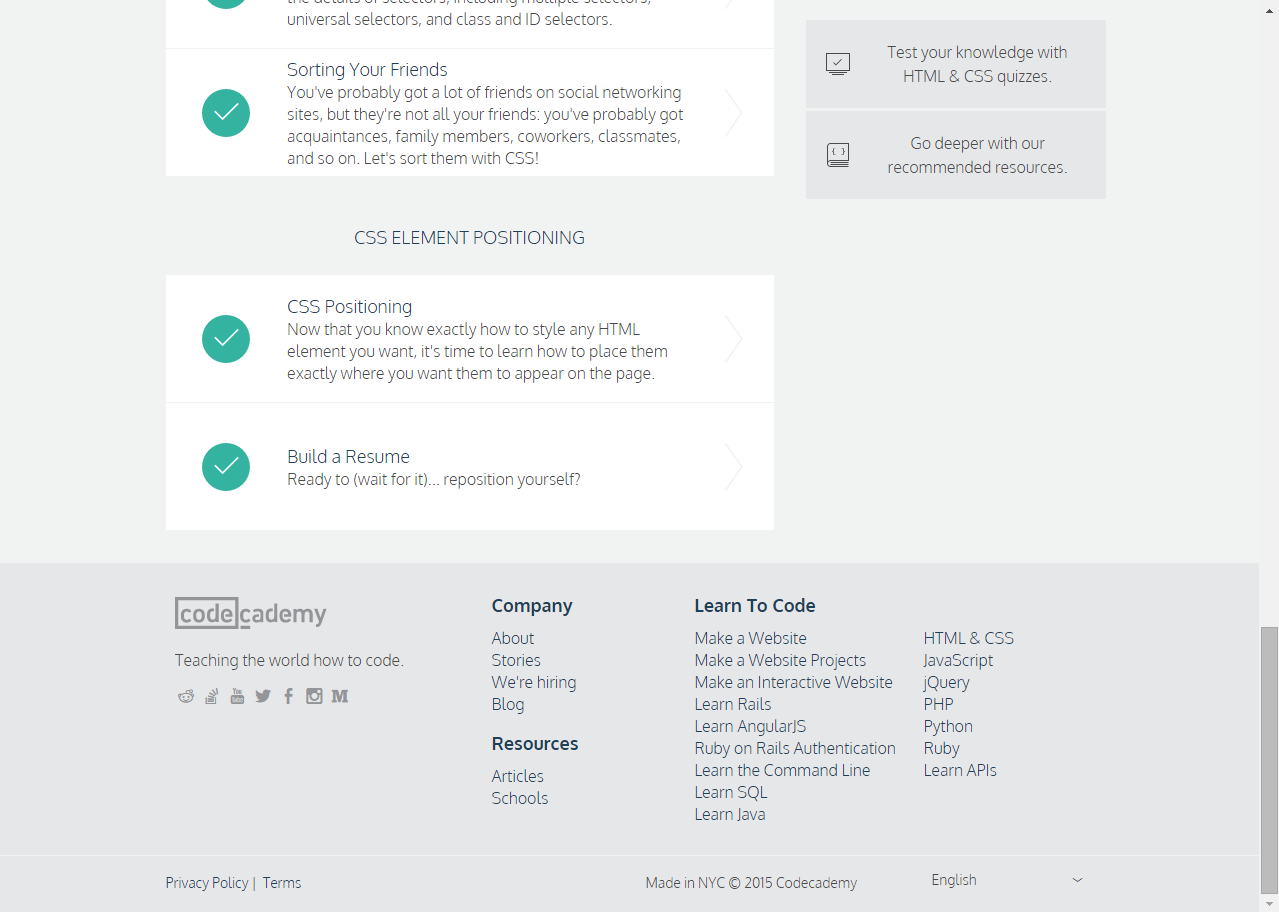 the details of selectors, including multiple selectors,
universal selectors, and class and ID selectors.
Sorting Your Friends
You've probably got a lot of friends on social networking
sites, but they're not all your friends: you've probably got
acquaintances, family members, coworkers, classmates,
and so on. Let's sort them with CSS!
Test your knowledge with
HTML & CSS quizzes.
Go deeper with our
recommended resources.
CSS ELEMENT POSITIONING
CSS Positioning
Now that you know exactly how to style any HTML
element you want, it's time to learn how to place them
exactly where you want them to appear on the page.
Build a Resume
Ready to (wait for it)... reposition yourself?
codecademy
Teaching the world how to code.
Company
About
Stories
We're hiring
Blog
Resources
Articles
Schools
Learn To Code
Make a Website
Make a Website Projects
Make an Interactive Website
Learn Rails
Learn AngularJS
Ruby on Rails Authentication
Learn the Command Line
Learn SQL
Learn Java
HTML & CSS
JavaScript
jQuery
PHP
Python
Ruby
Learn APIs
Privacy Policy | Terms
Made in NYC © 2015 Codecademy
English